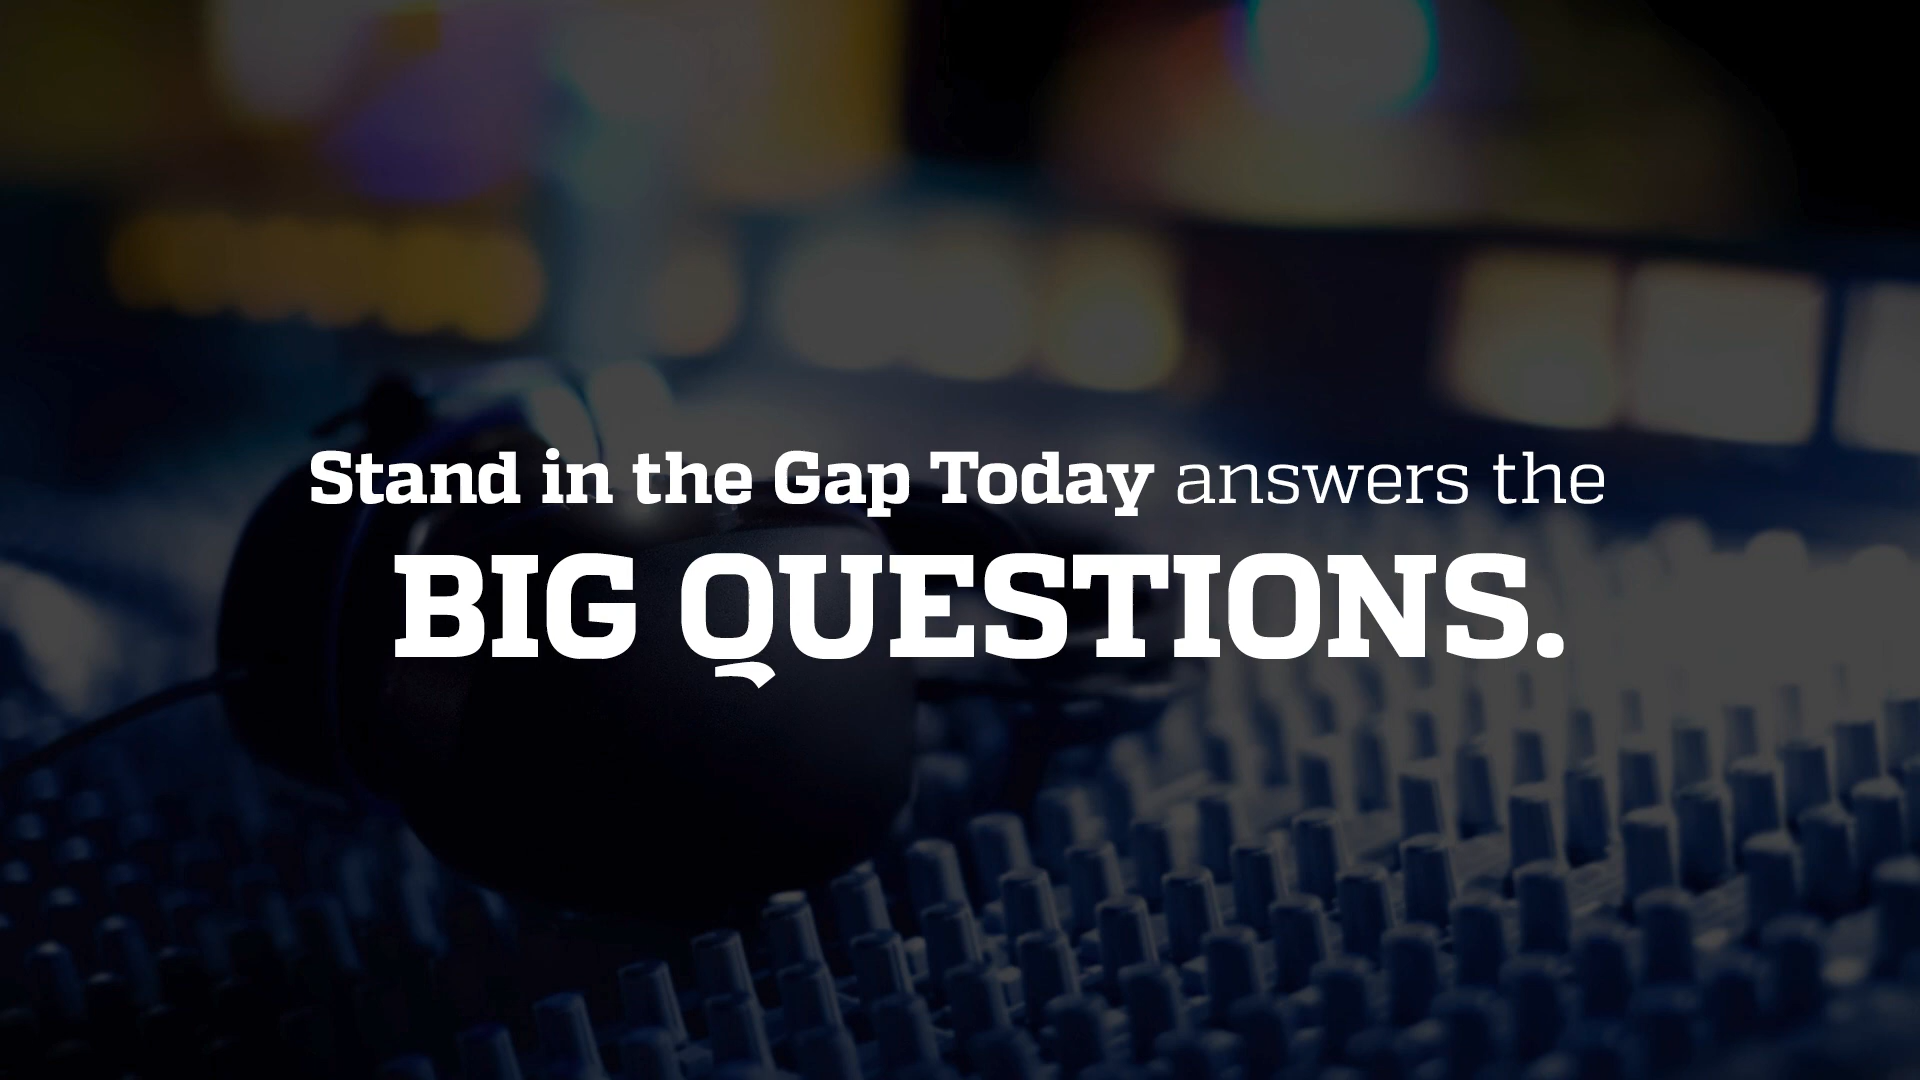 Stand in the Gap Today answers the
BIG QUESTIONS.